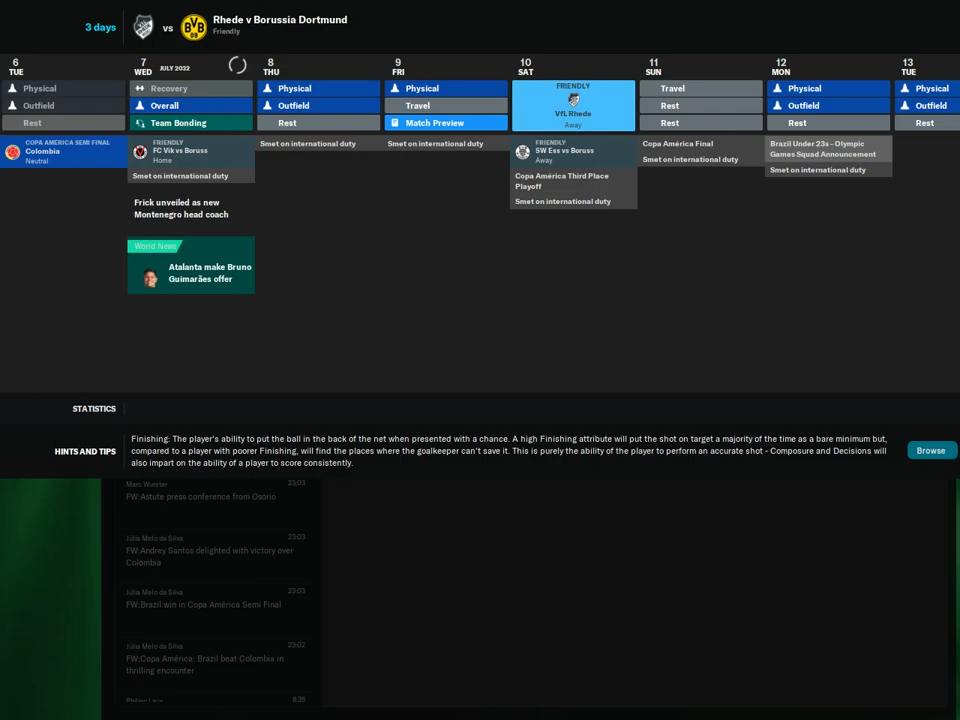 3 days
vs
Rhede v Borussia Dortmund
Friendly
6
TUE
7
WED JULY 2032
8
THU
9
FRI
10
SAT
11
SUN
12
MON
13
TUE
Physical
Outfield
Rest
COPA AMERICA SEMI FINAL
Colombia
Neutral
Recovery
Overall
Team Bonding
FRIENDLY
FC Vik vs Boruss
Home
Smet on international duty
Frick unveiled as new
Montenegro head coach
World News
Atalanta make Bruno
Guimarães offer
Physical
Outfield
Rest
Smet on international duty
Physical
Travel
Match Preview
Smet on international duty
FRIENDLY
VfL Rhede
Away
FRIENDLY
SW Ess vs Boruss
Away
Copa América Third Place
Playoff
Smet on international duty
Travel
Rest
Rest
Copa América Final
Smet on international duty
Physical
Outfield
Rest
Brazil Under 23s - Olympic
Games Squad Announcement
Smet on international duty
Physical
Outfield
Rest
STATISTICS
HINTS AND TIPS
Finishing: The player's ability to put the ball in the back of the net when presented with a chance. A high Finishing attribute will put the shot on target a majority of the time as a bare minimum but,
compared to a player with poorer Finishing, will find the places where the goalkeeper can't save it. This is purely the ability of the player to perform an accurate shot - Composure and Decisions will
also impart on the ability of a player to score consistently.
Browse
Marc Wurster 23:03
FW:Astute press conference from Osorio
Júlia Melo da Silva 23:03
FW:Andrey Santos delighted with victory over
Colombia
Júlia Melo da Silva 23:03
FW:Brazil win in Copa América Semi Final
Júlia Melo da Silva 23:02
FW:Copa América: Brazil beat Colombia in
thrilling encounter
8:35